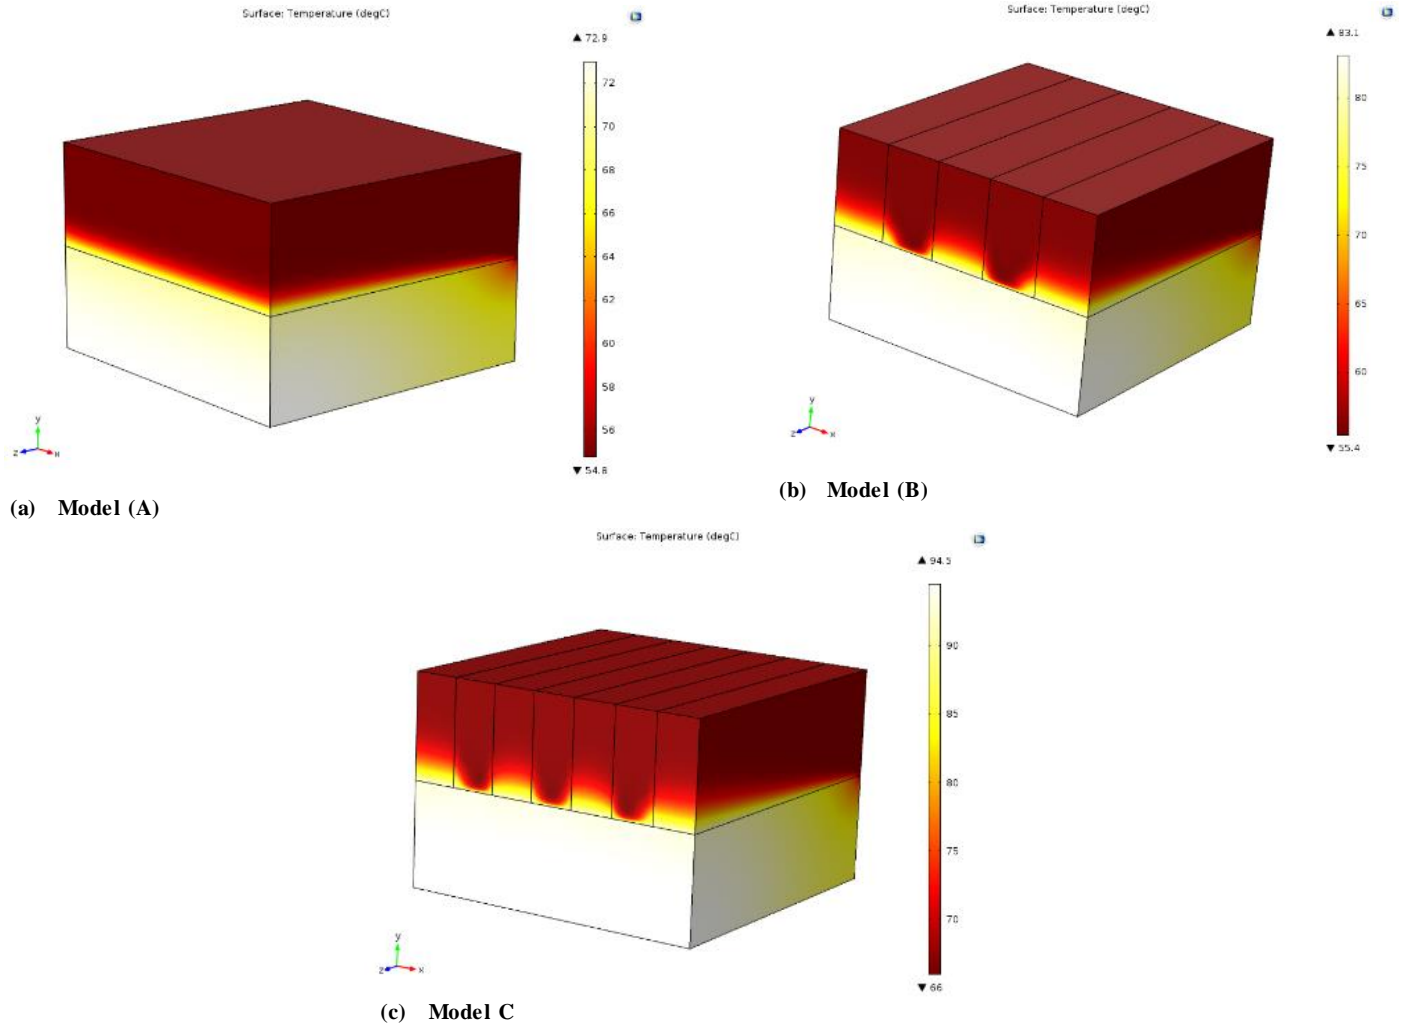 Surface: Temperature (degC)
▲ 72.9
72
70
68
66
64
62
60
58
56
▼ 54.8
y
z
x
(a) Model (A)
Surface: Temperature (degC)
▲ 83.1
80
75
70
65
60
▼ 55.4
y
z
x
(b) Model (B)
Surface: Temperature (degC)
▲ 94.5
90
85
80
75
70
▼ 66
y
z
x
(c) Model C